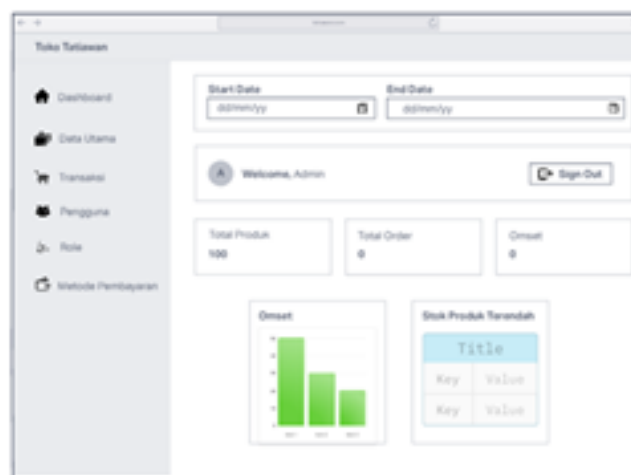 Toko Tatiawan
Dashboard
Data Utama
Transaksi
Pengguna
Role
Metode Pembayaran
Start Date
dd/mm/yy
End Date
dd/mm/yy
A
Welcome, Admin
Sign Out
Total Produk
100
Total Order
0
Omset
0
Omset
Stok Produk Terendah
Title
Key Value
Key Value